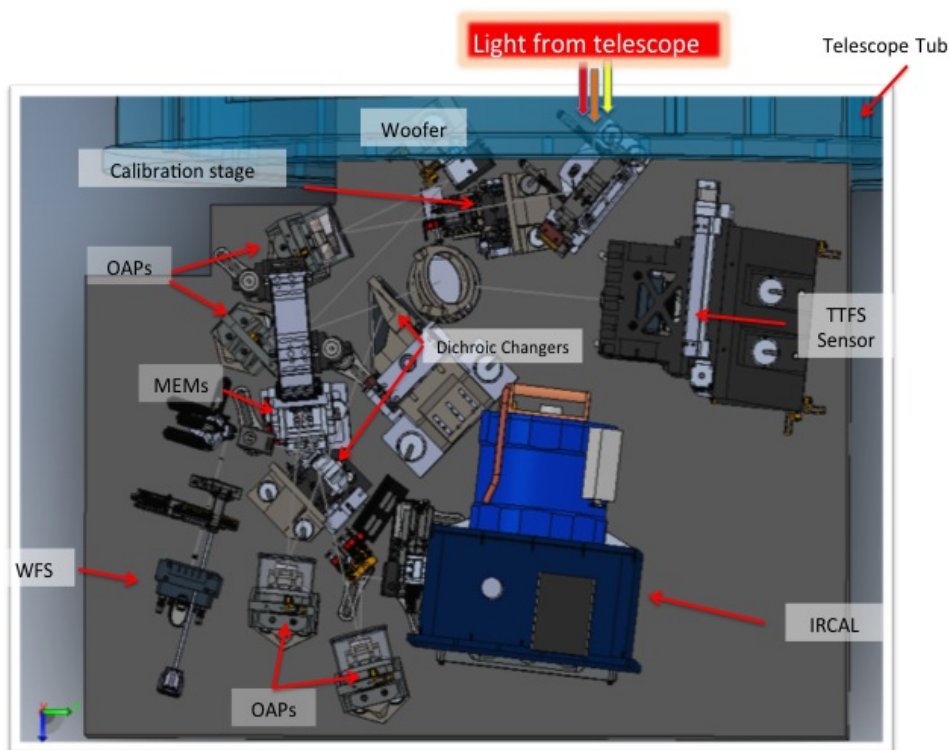 Light from telescope
Telescope Tub
Woofer
Calibration stage
OAPs
TTFS
Sensor
Dichroic Changers
MEMs
WFS
IRCAL
OAPs